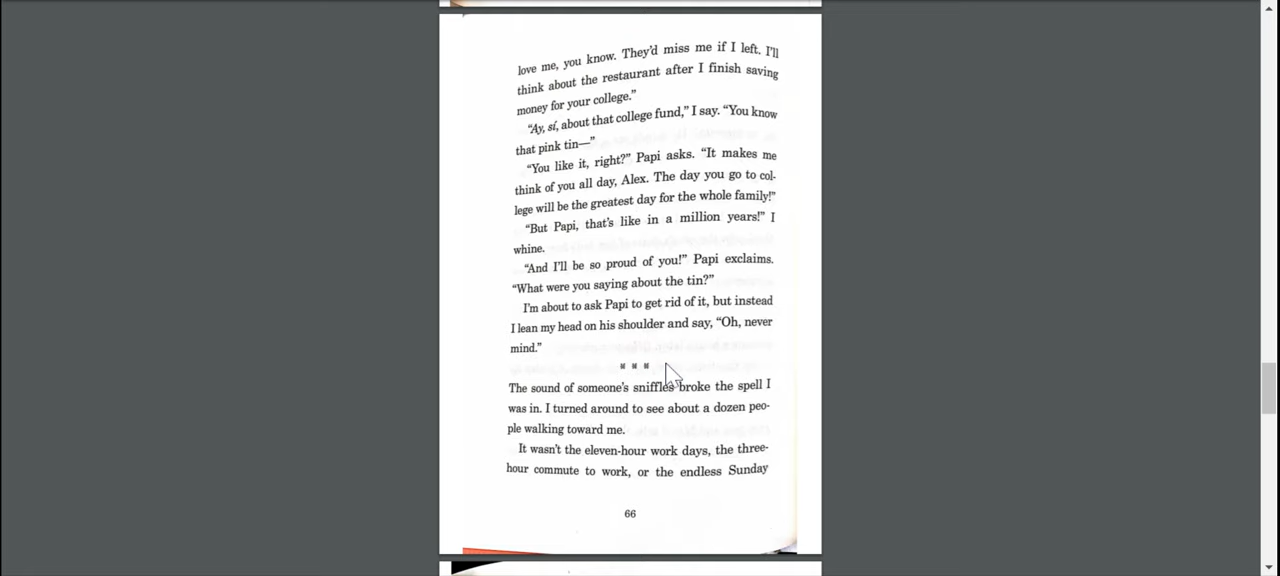 love me, you know. They'd miss me if I left. I'll
think about the restaurant after I finish saving
money for your college."
"Ay, sí, about that college fund," I say. "You know
that pink tin—"
"You like it, right?" Papi asks. "It makes me
think of you all day, Alex. The day you go to col-
lege will be the greatest day for the whole family!"
"But Papi, that's like in a million years!" I
whine.
"And I'll be so proud of you!" Papi exclaims.
"What were you saying about the tin?"
I'm about to ask Papi to get rid of it, but instead
I lean my head on his shoulder and say, "Oh, never
mind."
The sound of someone's sniffles broke the spell I
was in. I turned around to see about a dozen peo-
ple walking toward me.
It wasn't the eleven-hour work days, the three-
hour commute to work, or the endless Sunday
66